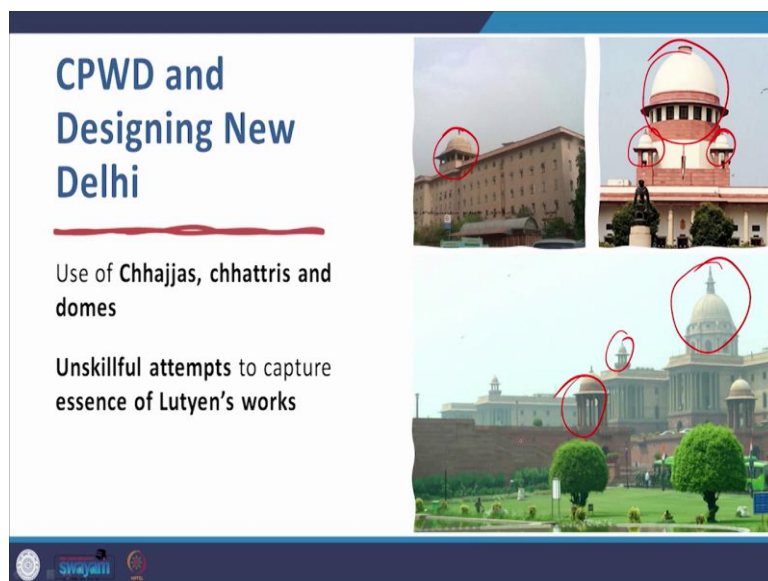 CPWD and
Designing New
Delhi
Use of Chhajjas, chhattris and
domes
Unskillful attempts to capture
essence of Lutyen's works
swayam